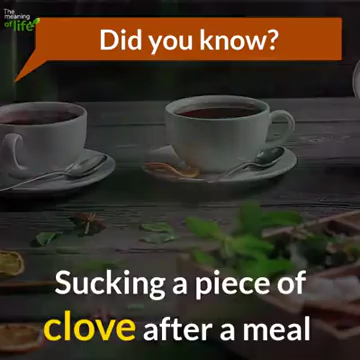 The
meaning
of life
Did you know?
Sucking a piece of
clove after a meal